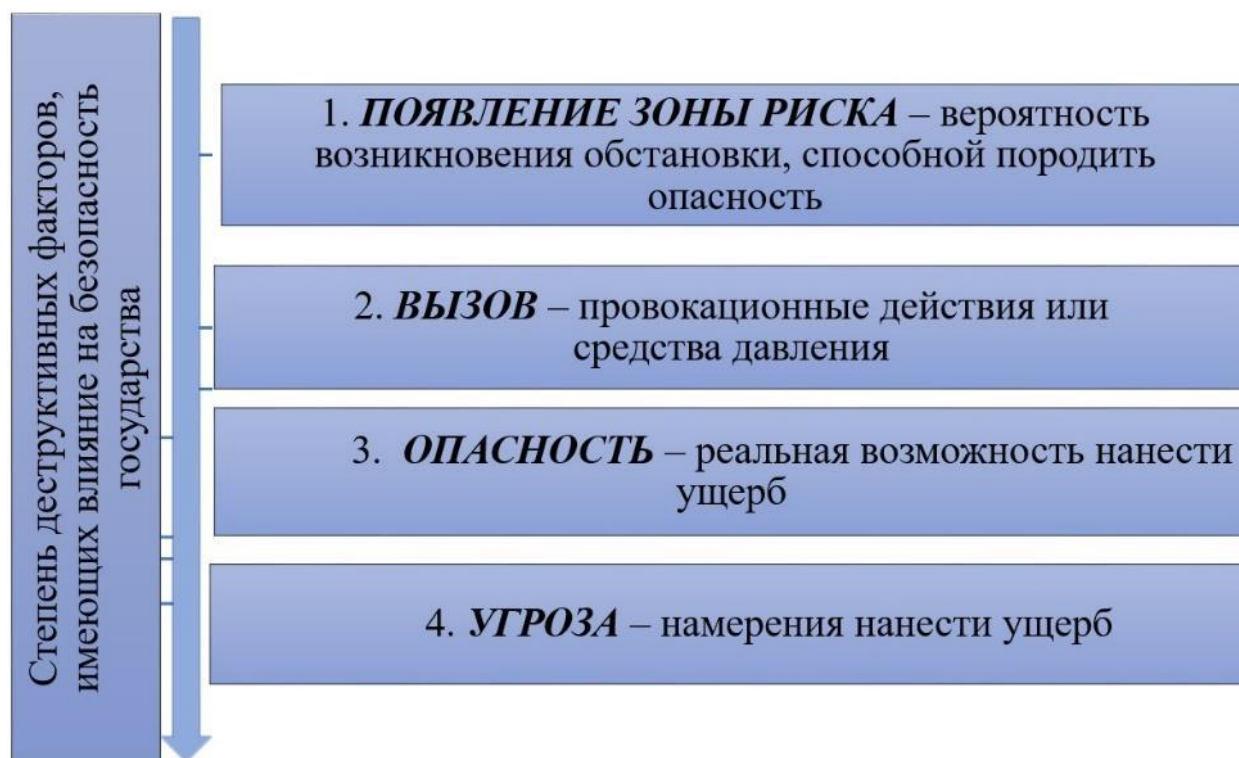 Степень деструктивных факторов,
имеющих влияние на безопасность
государства
1. ПОЯВЛЕНИЕ ЗОНЫ РИСКА – вероятность
возникновения обстановки, способной породить
опасность
2. ВЫЗОВ – провокационные действия или
средства давления
3. ОПАСНОСТЬ – реальная возможность нанести
ущерб
4. УГРОЗА – намерения нанести ущерб